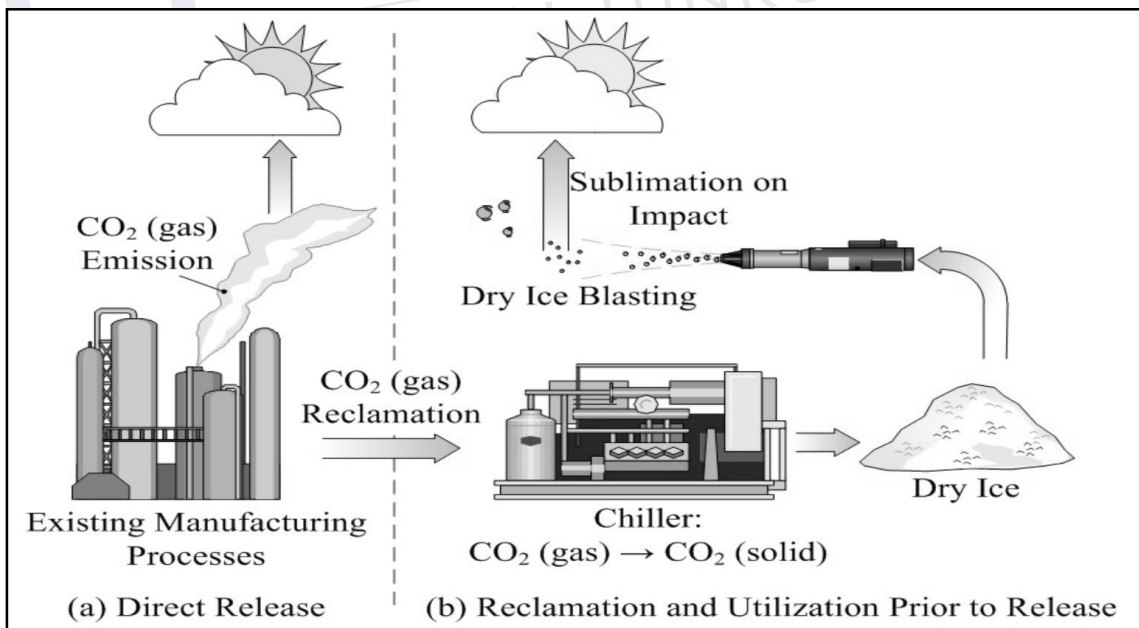 CO₂ (gas)
Emission
Existing Manufacturing
Processes
(a) Direct Release
CO₂ (gas)
Reclamation
Sublimation on
Impact
Dry Ice Blasting
Chiller:
CO₂ (gas) → CO₂ (solid)
Dry Ice
(b) Reclamation and Utilization Prior to Release